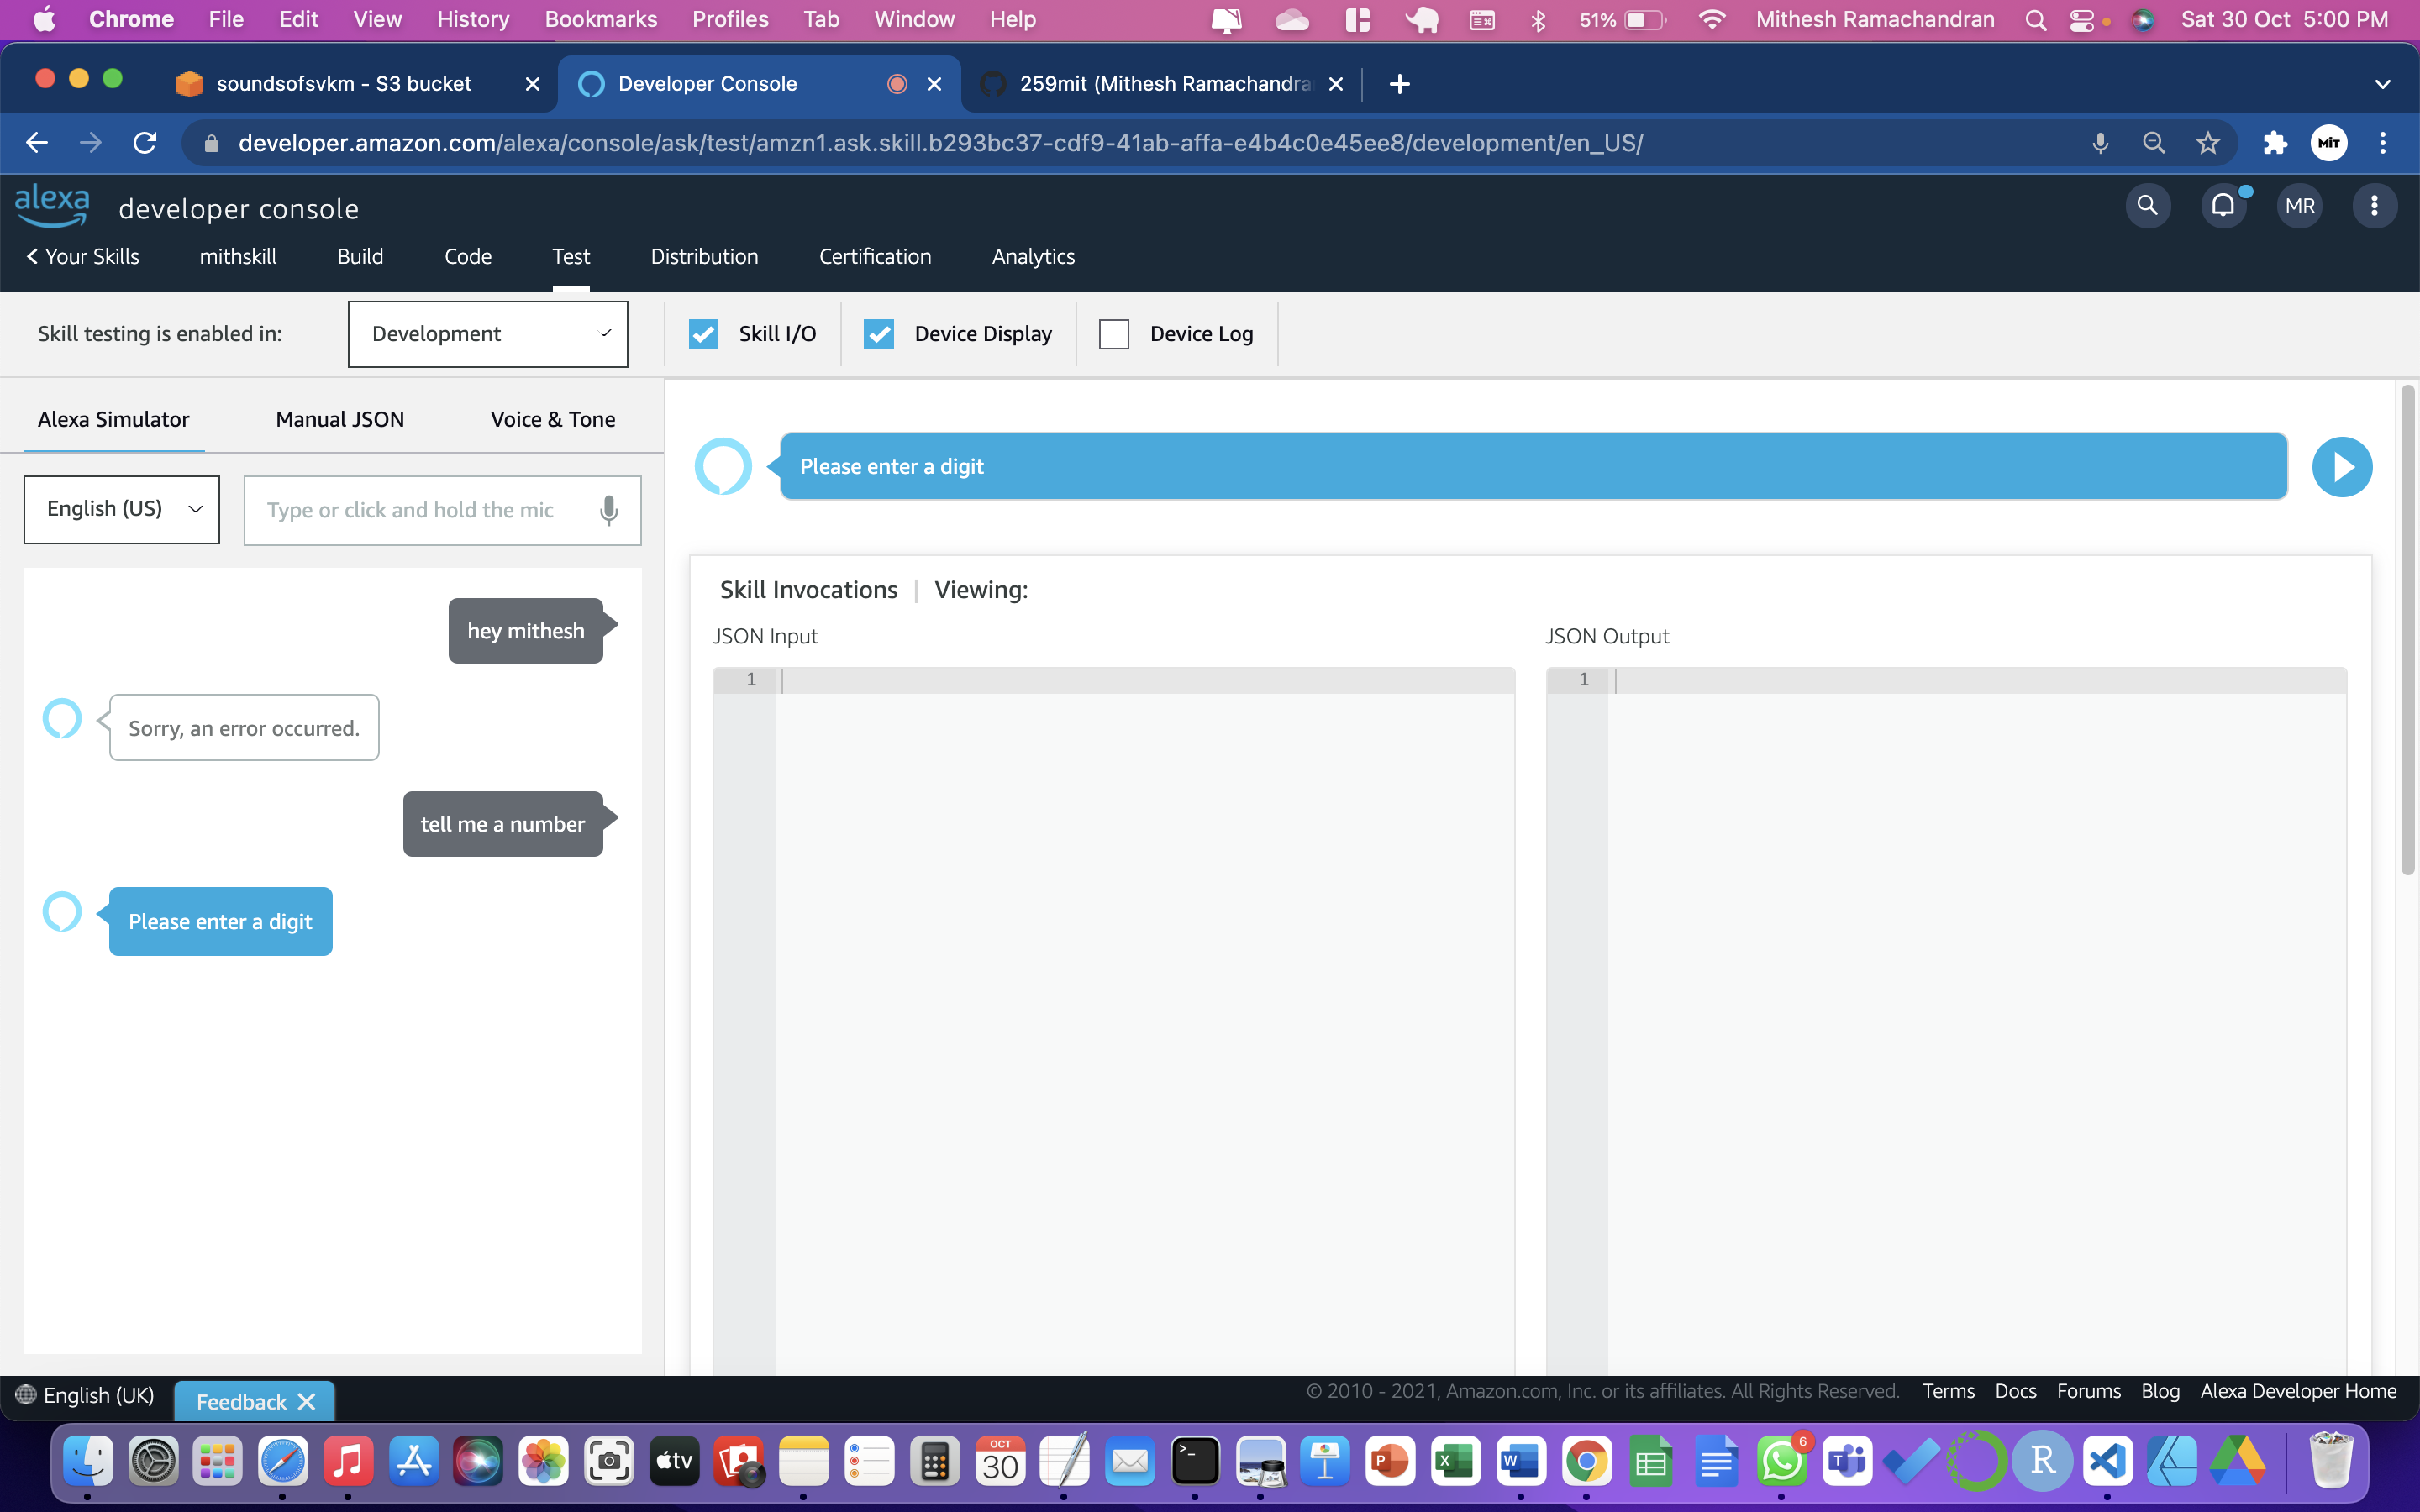 Chrome File Edit View History Bookmarks Profiles Tab Window Help 51% Mithesh Ramachandran Sat 30 Oct 5:00 PM
soundsofsvkm - S3 bucket Developer Console 259mit (Mithesh Ramachandra
developer.amazon.com/alexa/console/ask/test/amzn1.ask.skill.b293bc37-cdf9-41ab-affa-e4b4c0e45ee8/development/en_US/ MiT
alexa developer console MR
Your Skills mithskill Build Code Test Distribution Certification Analytics
Skill testing is enabled in: Development Skill I/O Device Display Device Log
Alexa Simulator Manual JSON Voice & Tone
Please enter a digit
English (US) Type or click and hold the mic
Skill Invocations | Viewing:
JSON Input JSON Output
1 1
hey mithesh
Sorry, an error occurred.
tell me a number
Please enter a digit
English (UK) Feedback © 2010 - 2021, Amazon.com, Inc. or its affiliates. All Rights Reserved. Terms Docs Forums Blog Alexa Developer Home
tv OCT 30 >_ P X W 6 T R